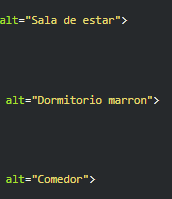 alt="Sala de estar">
alt="Dormitorio marron">
alt="Comedor">